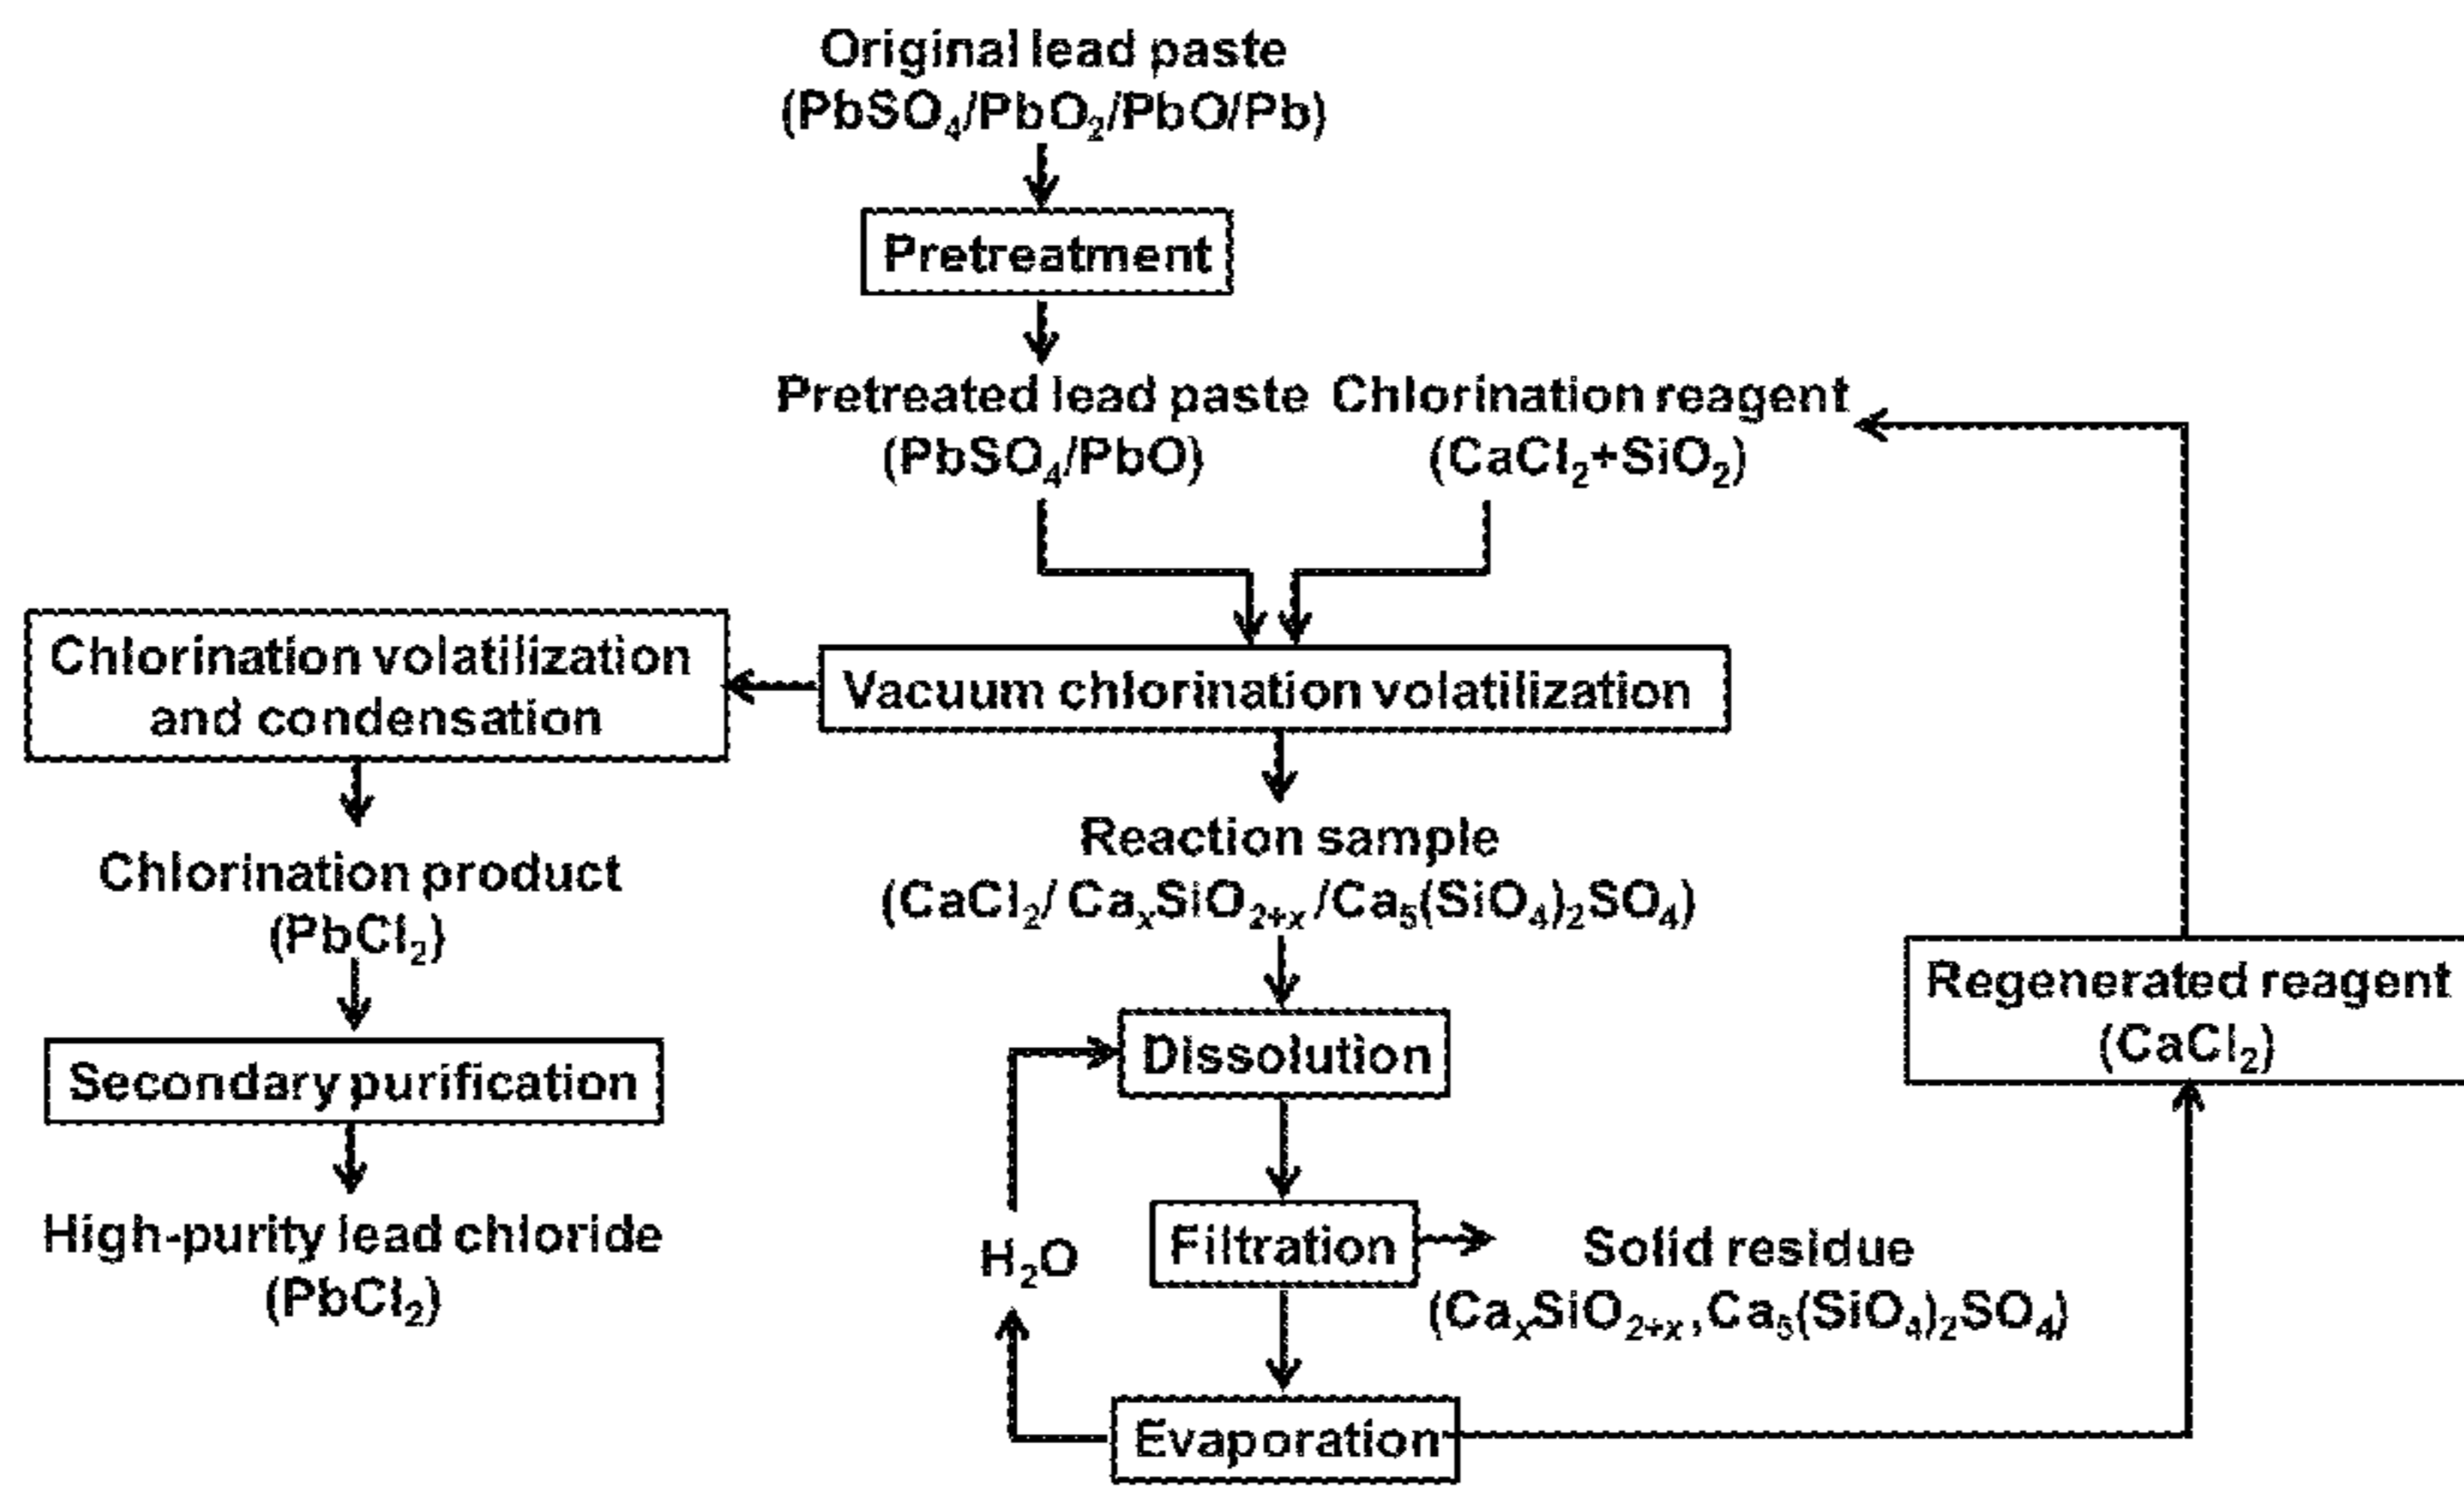 Original lead paste
(PbSO₄/PbO₂/PbO/Pb)
Pretreatment
Pretreated lead paste
(PbSO₄/PbO)
Chlorination reagent
(CaCl₂+SiO₂)
Vacuum chlorination volatilization
Chlorination volatilization
and condensation
Chlorination product
(PbCl₂)
Secondary purification
High-purity lead chloride
(PbCl₂)
Reaction sample
(CaCl₂/ CaₓSiO₂₊ₓ /Ca₅(SiO₄)₂SO₄)
Dissolution
Filtration
H₂O
Solid residue
(CaₓSiO₂₊ₓ,Ca₅(SiO₄)₂SO₄)
Evaporation
Regenerated reagent
(CaCl₂)